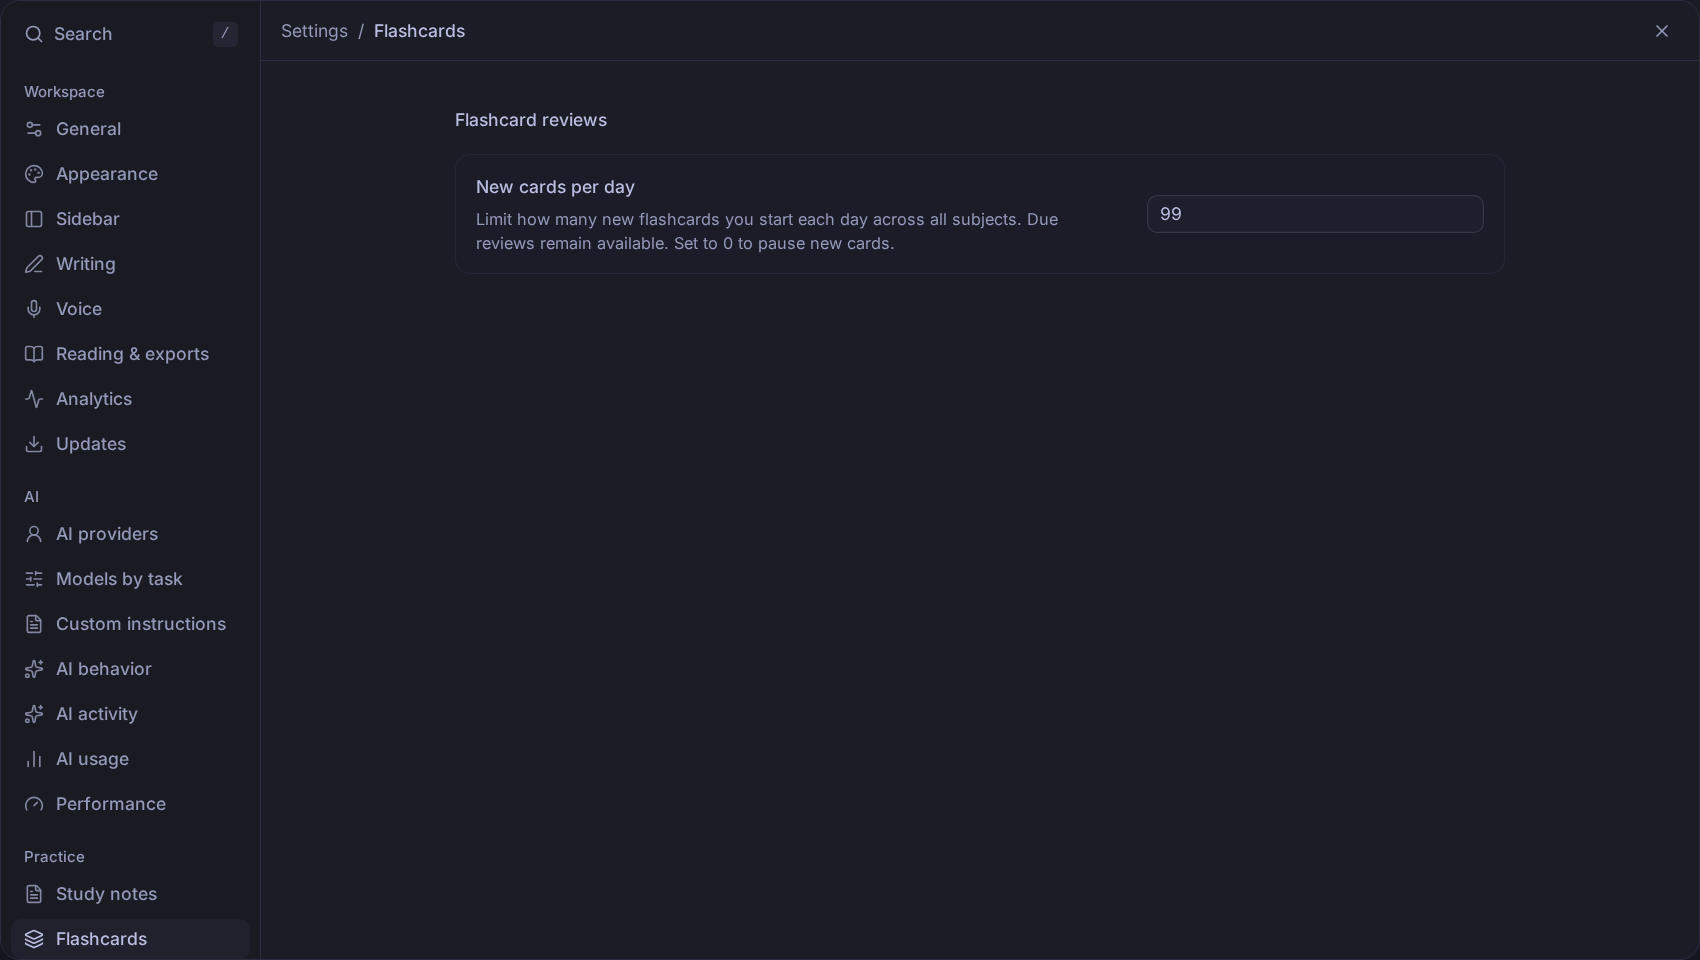 Search /
Settings / Flashcards
Workspace
General
Appearance
Sidebar
Writing
Voice
Reading & exports
Analytics
Updates
AI
AI providers
Models by task
Custom instructions
AI behavior
AI activity
AI usage
Performance
Practice
Study notes
Flashcards
Flashcard reviews
New cards per day
Limit how many new flashcards you start each day across all subjects. Due
reviews remain available. Set to 0 to pause new cards.
99